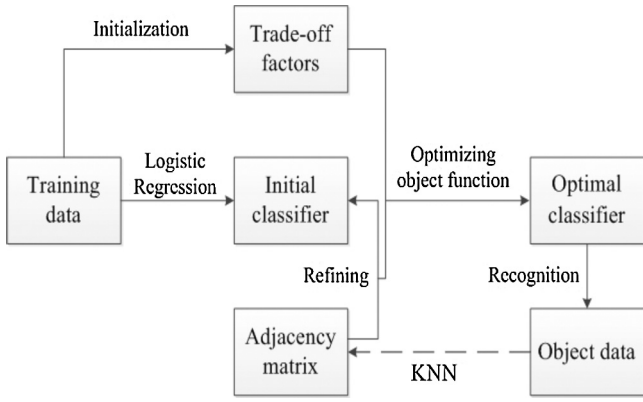 Initialization
Trade-off
factors
Logistic
Regression
Training
data
Initial
classifier
Optimizing
object function
Optimal
classifier
Refining
Recognition
Adjacency
matrix
KNN
Object data